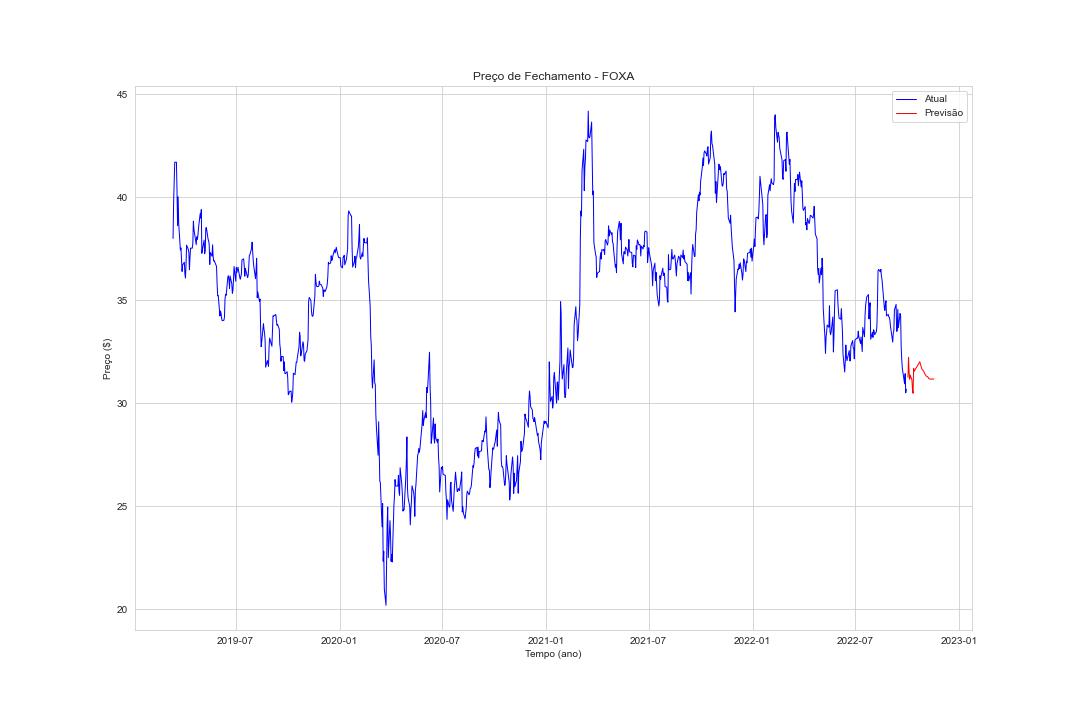 Preço de Fechamento - FOXA
Atual
Previsão
45
40
35
30
25
20
Preço ($)
2019-07
2020-01
2020-07
2021-01
2021-07
2022-01
2022-07
2023-01
Tempo (ano)